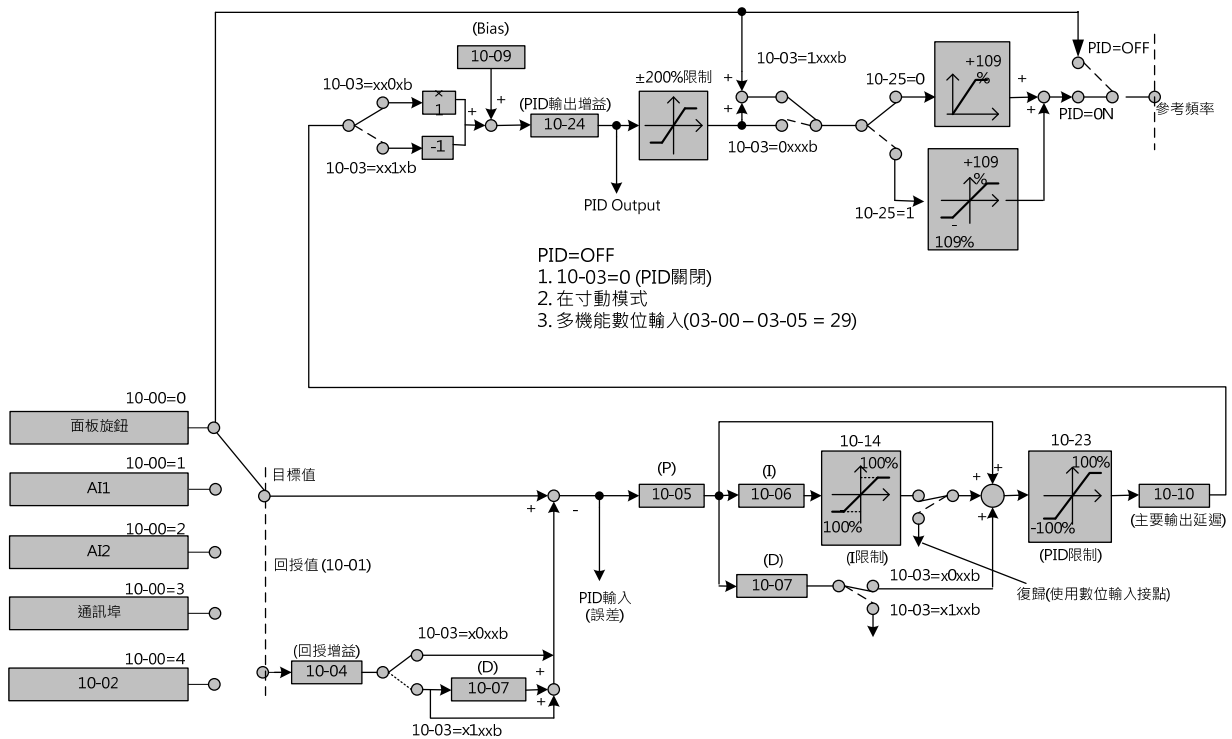 (Bias)
10-09
10-03=xx0xb
×
1
-1
10-03=xx1xb
+
+
(PID輸出增益)
10-24
PID Output
±200%限制
+
+
10-03=1xxxb
10-03=0xxxb
10-25=0
+109
%
10-25=1
+109
%
-
109%
+
+
PID=OFF
PID=0N
參考頻率
PID=OFF
1. 10-03=0 (PID關閉)
2. 在寸動模式
3. 多機能數位輸入(03-00 – 03-05 = 29)
10-00=0
面板旋鈕
10-00=1
AI1
10-00=2
AI2
10-00=3
通訊埠
10-00=4
10-02
目標值
回授值 (10-01)
(回授增益)
10-04
10-03=x0xxb
(D)
10-07
+
+
10-03=x1xxb
+
-
PID輸入
(誤差)
(P)
10-05
(I)
10-06
(D)
10-07
10-14
100%
100%
(I限制)
10-03=x0xxb
10-03=x1xxb
+
+
+
復歸(使用數位輸入接點)
10-23
100%
-100%
(PID限制)
10-10
(主要輸出延遲)